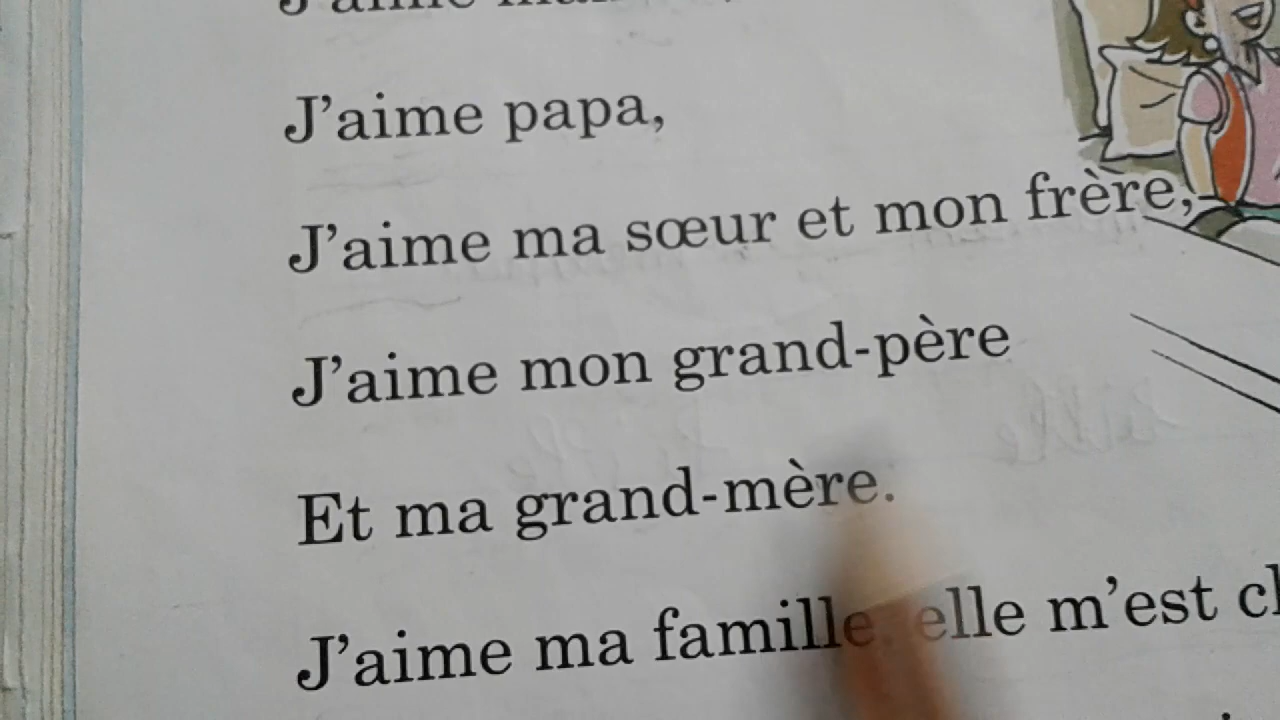 J'aime
J'aime papa,
J'aime ma sœur et mon frère,
J'aime mon grand-père
Et ma grand-mère.
J'aime ma famille, elle m'est